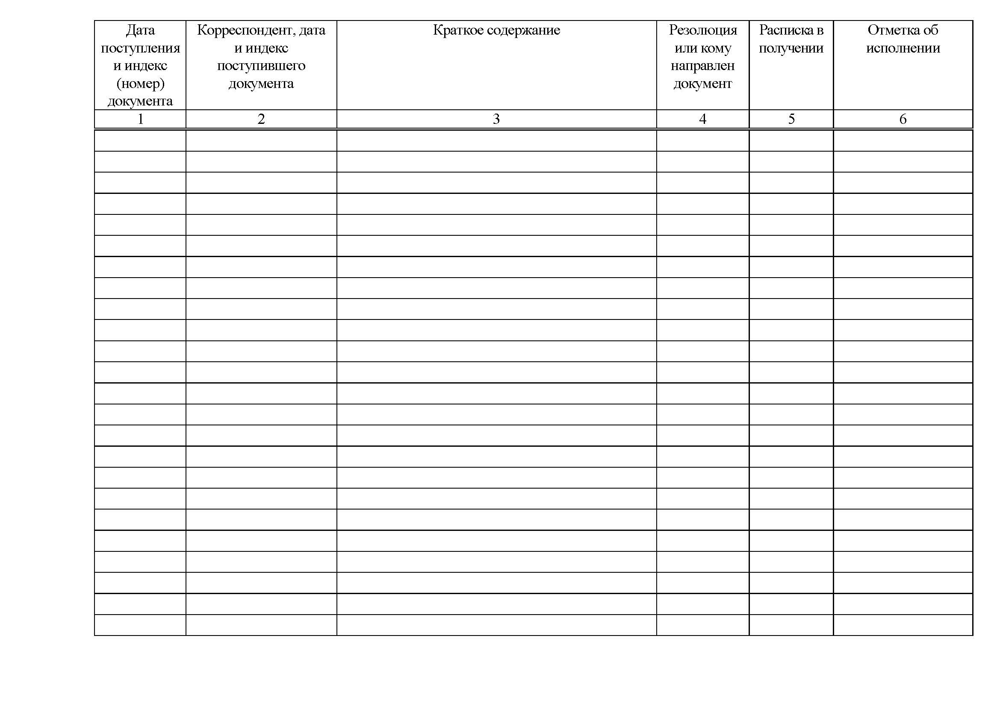 Дата
поступления
и индекс
(номер)
документа
Корреспондент, дата
и индекс
поступившего
документа
Краткое содержание
Резолюция
или кому
направлен
документ
Расписка в
получении
Отметка об
исполнении
1
2
3
4
5
6